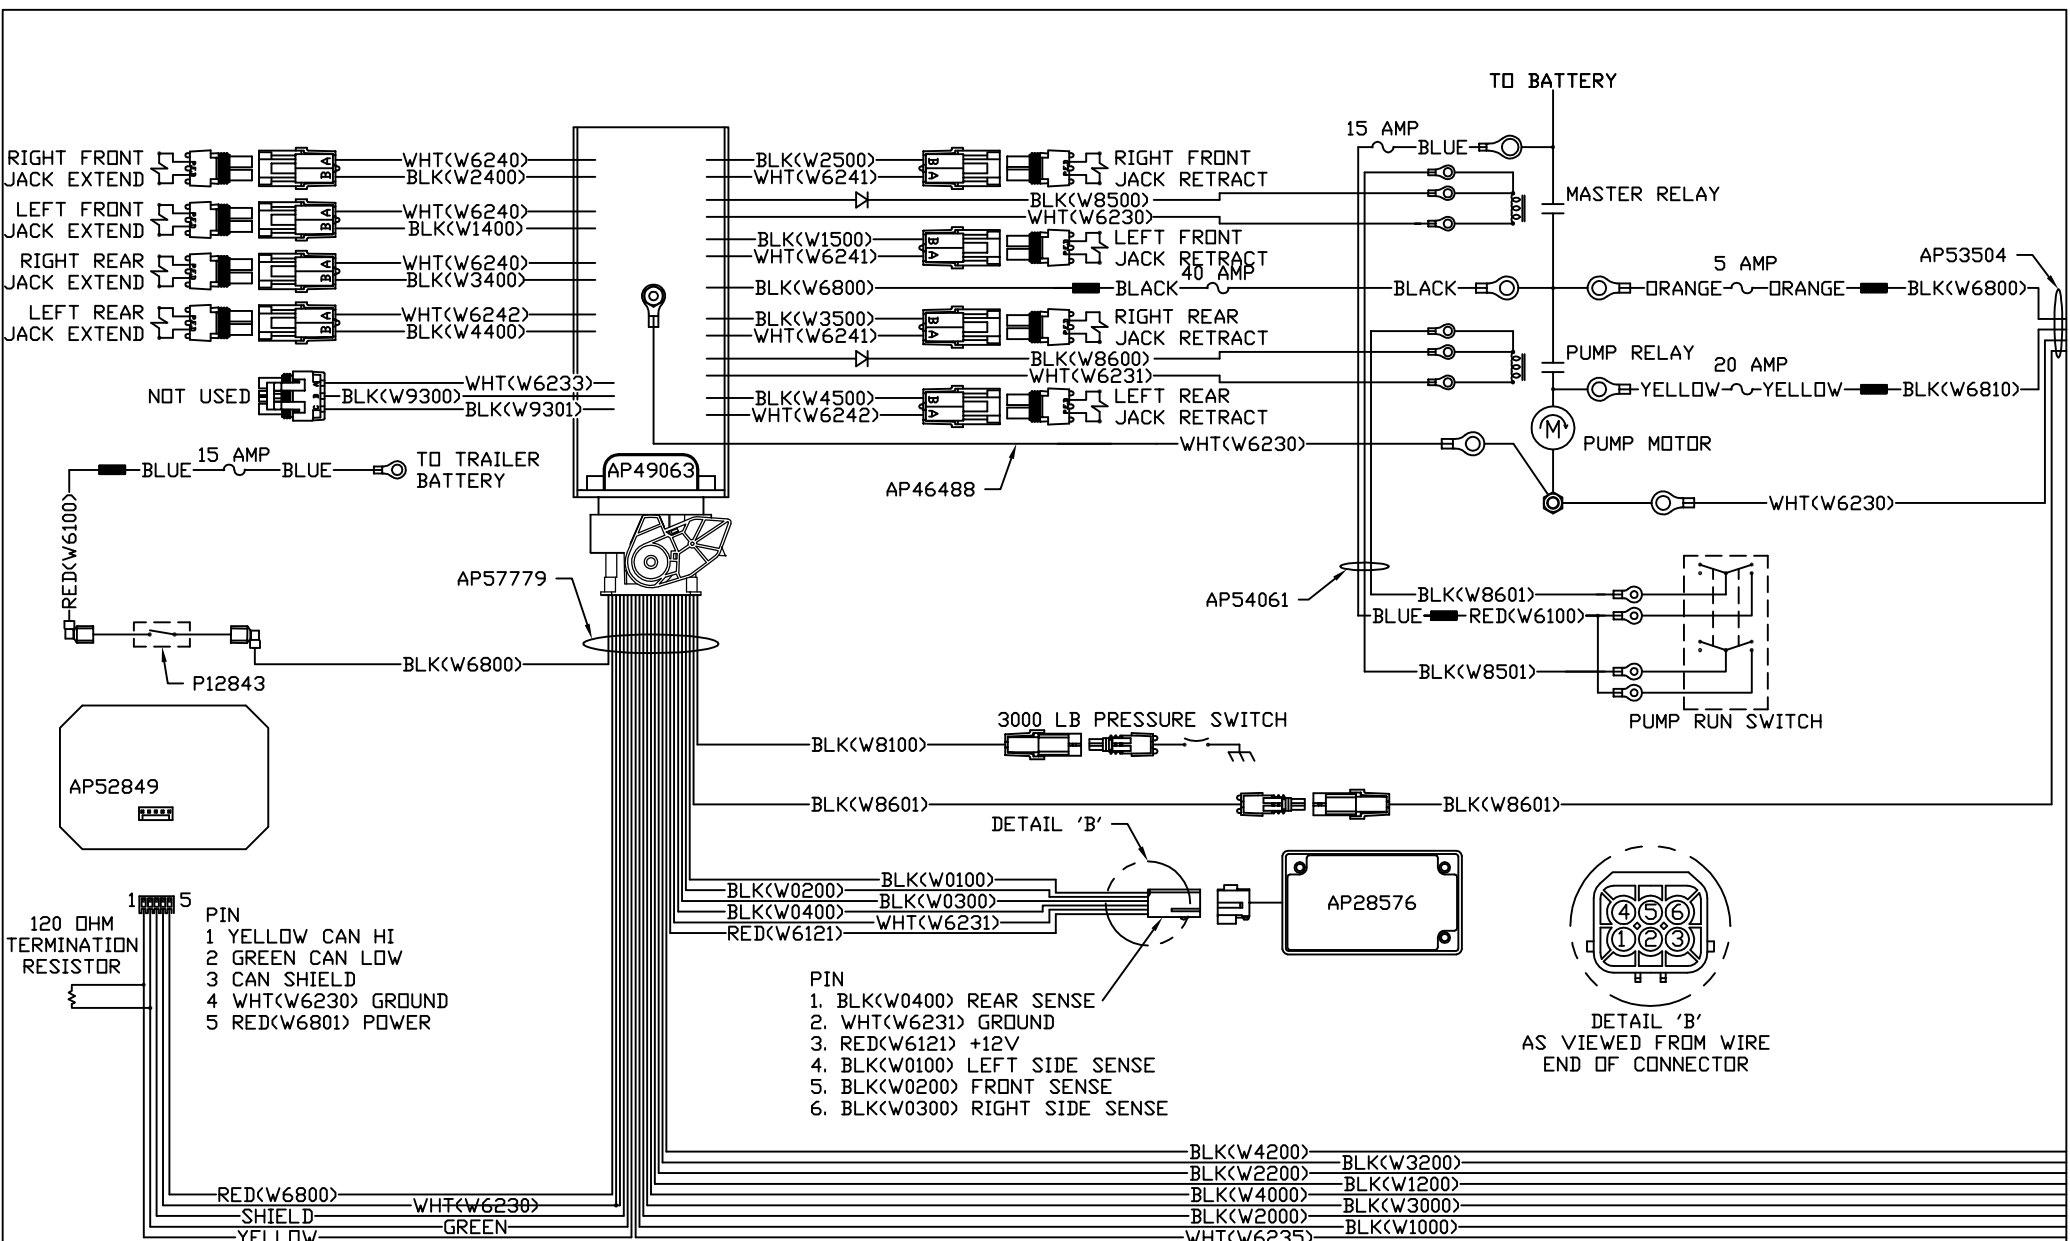 TO BATTERY
15 AMP
BLUE
RIGHT FRONT
JACK EXTEND
A
B
WHT(W6240)
BLK(W2400)
LEFT FRONT
JACK EXTEND
A
B
WHT(W6240)
BLK(W1400)
RIGHT REAR
JACK EXTEND
A
B
WHT(W6240)
BLK(W3400)
LEFT REAR
JACK EXTEND
A
B
WHT(W6242)
BLK(W4400)
NOT USED
WHT(W6233)
BLK(W9300)
BLK(W9301)
15 AMP
BLUE
BLUE
TO TRAILER
BATTERY
RED(W6100)
P12843
BLK(W6800)
AP49063
AP57779
BLK(W2500)
WHT(W6241)
B
A
RIGHT FRONT
JACK RETRACT
BLK(W8500)
WHT(W6230)
BLK(W1500)
WHT(W6241)
B
A
LEFT FRONT
JACK RETRACT
BLK(W6800)
BLACK
40 AMP
BLACK
BLK(W3500)
WHT(W6241)
B
A
RIGHT REAR
JACK RETRACT
BLK(W8600)
WHT(W6231)
BLK(W4500)
WHT(W6242)
B
A
LEFT REAR
JACK RETRACT
WHT(W6230)
AP46488
MASTER RELAY
5 AMP
ORANGE
ORANGE
BLK(W6800)
AP53504
PUMP RELAY
20 AMP
YELLOW
YELLOW
BLK(W6810)
M
PUMP MOTOR
WHT(W6230)
AP54061
BLK(W8601)
BLUE
RED(W6100)
BLK(W8501)
PUMP RUN SWITCH
3000 LB PRESSURE SWITCH
BLK(W8100)
BLK(W8601)
BLK(W8601)
DETAIL 'B'
AP52849
BLK(W0100)
BLK(W0200)
BLK(W0300)
BLK(W0400)
WHT(W6231)
RED(W6121)
AP28576
4 5 6
1 2 3
DETAIL 'B'
AS VIEWED FROM WIRE
END OF CONNECTOR
1
5
120 OHM
TERMINATION
RESISTOR
PIN
1 YELLOW CAN HI
2 GREEN CAN LOW
3 CAN SHIELD
4 WHT(W6230) GROUND
5 RED(W6801) POWER
PIN
1. BLK(W0400) REAR SENSE
2. WHT(W6231) GROUND
3. RED(W6121) +12V
4. BLK(W0100) LEFT SIDE SENSE
5. BLK(W0200) FRONT SENSE
6. BLK(W0300) RIGHT SIDE SENSE
RED(W6800)
WHT(W6230)
SHIELD
GREEN
YELLOW
BLK(W4200)
BLK(W3200)
BLK(W2200)
BLK(W1200)
BLK(W4000)
BLK(W3000)
BLK(W2000)
BLK(W1000)
WHT(W6235)